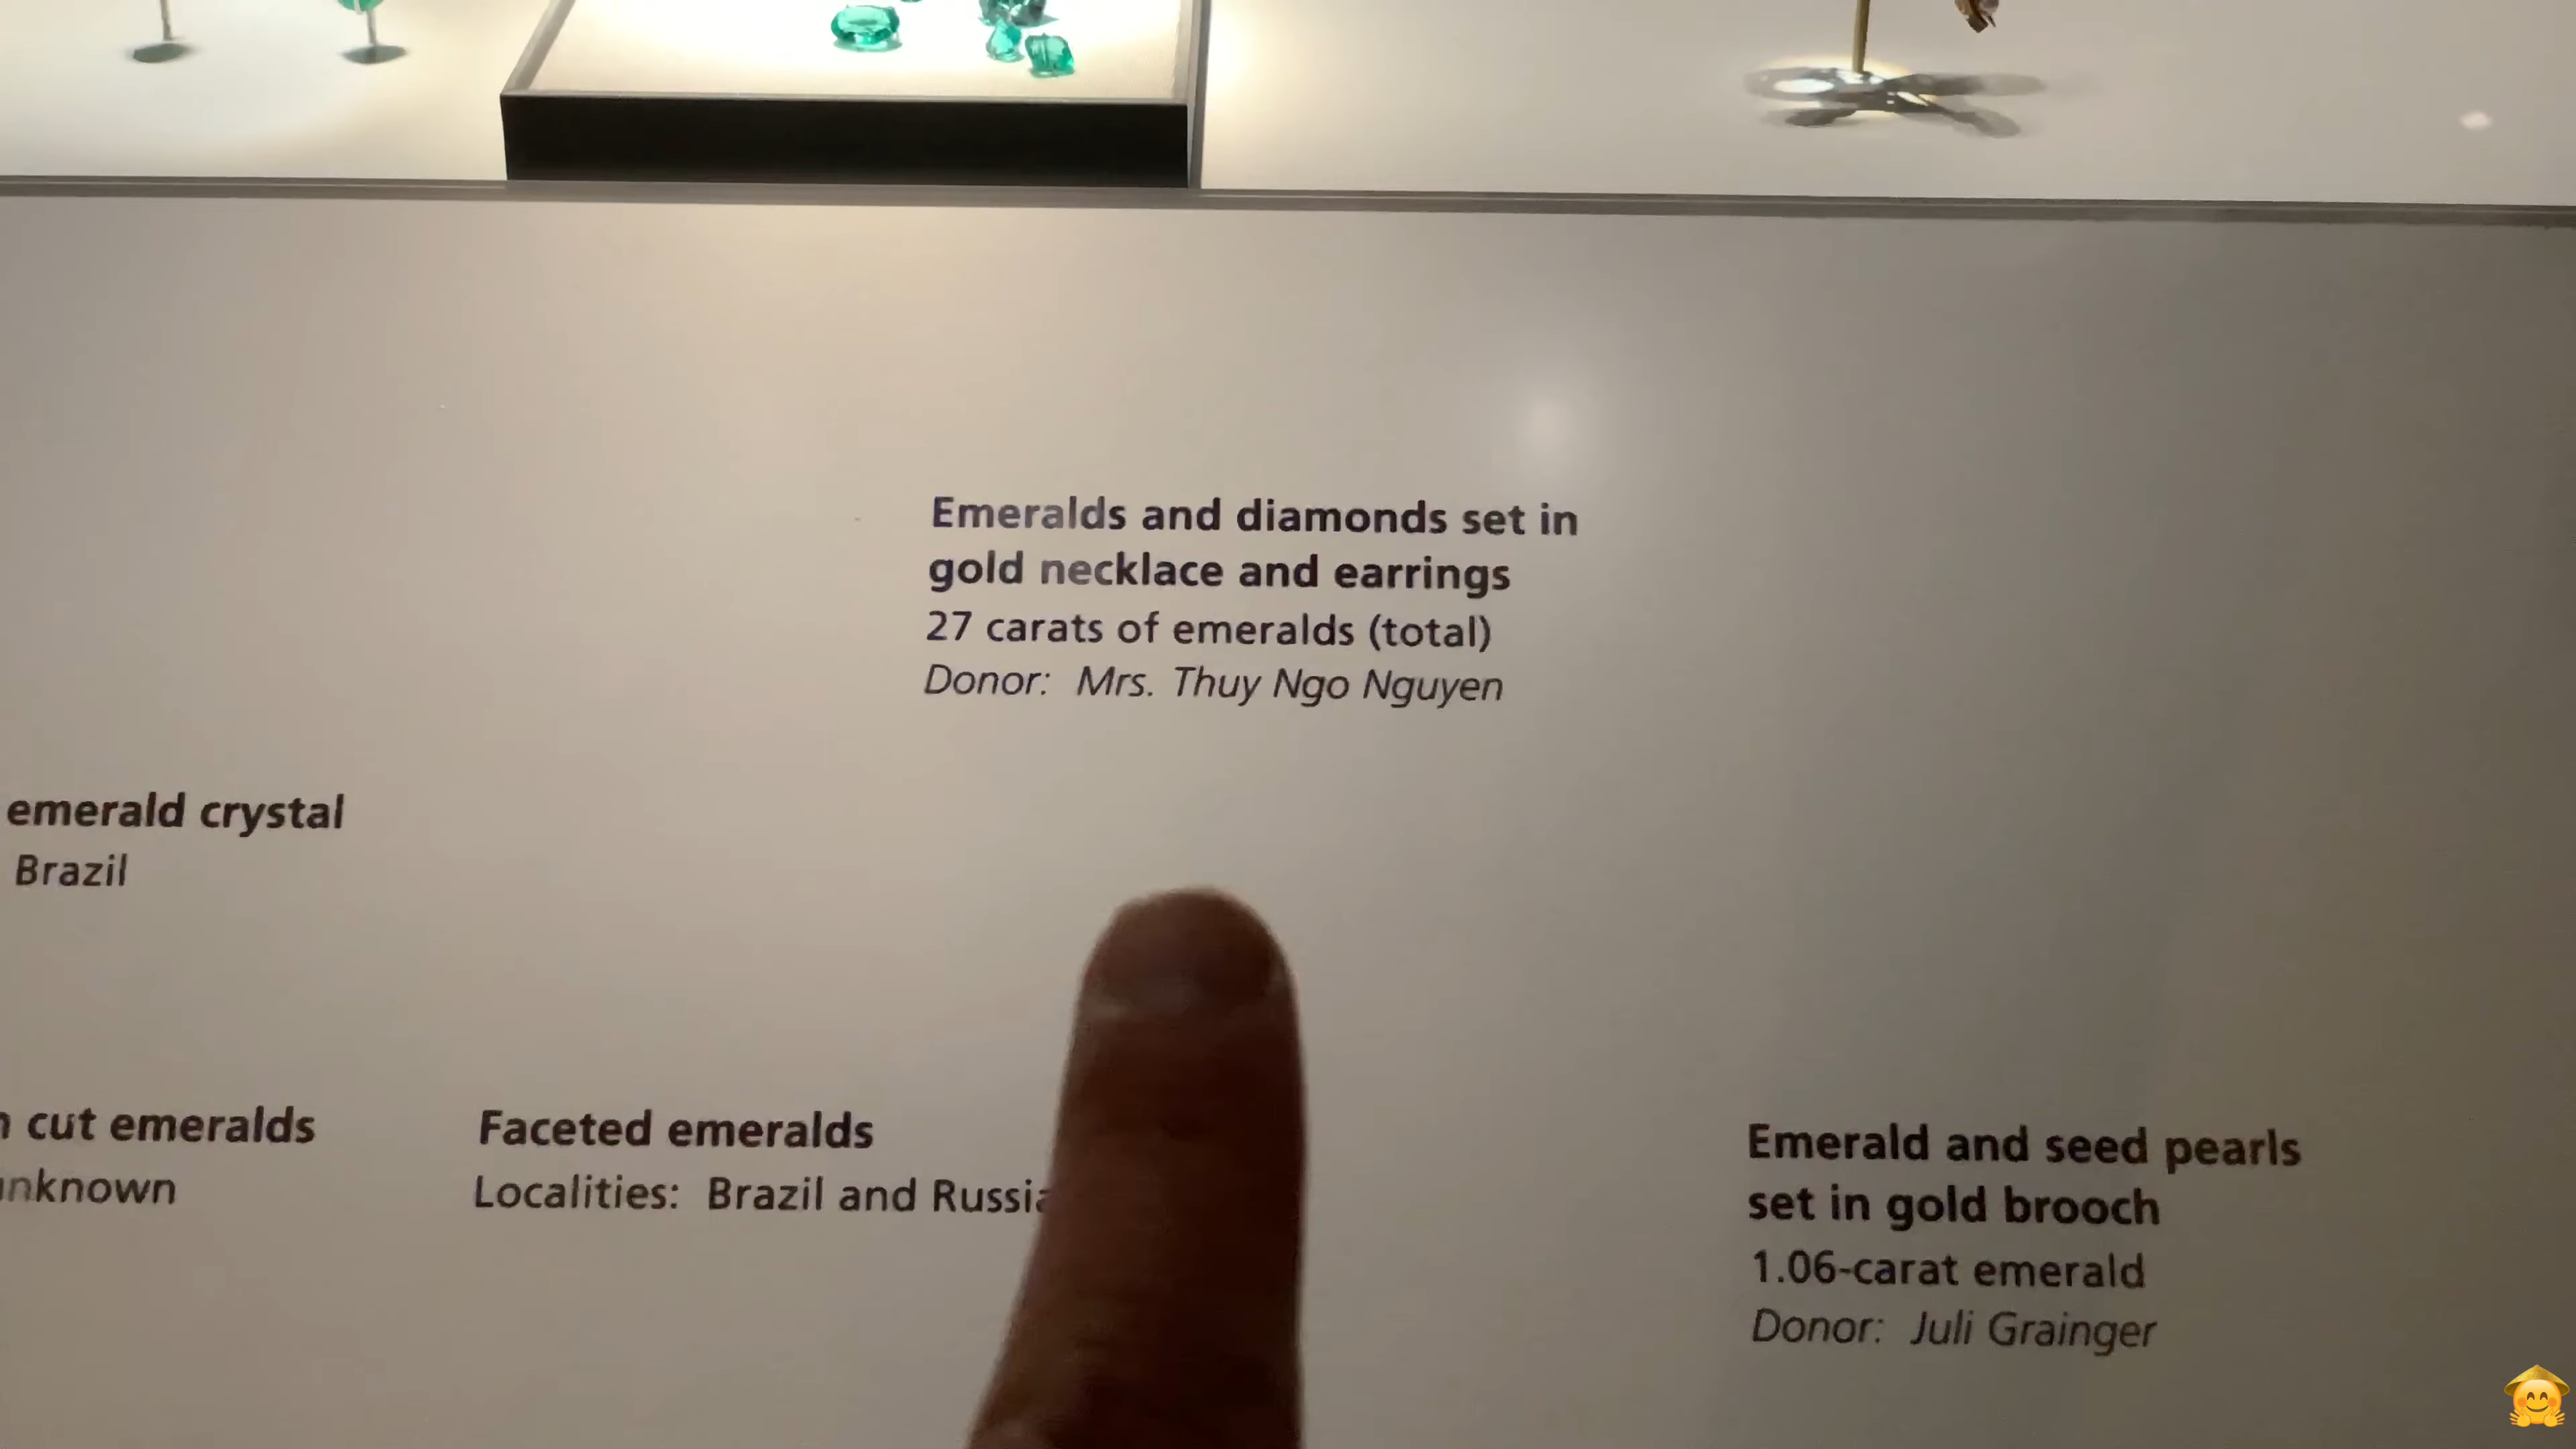 Emeralds and diamonds set in
gold necklace and earrings
27 carats of emeralds (total)
Donor: Mrs. Thuy Ngo Nguyen
emerald crystal
Brazil
cut emeralds
Faceted emeralds
Localities: Brazil and Russia
Emerald and seed pearls
set in gold brooch
1.06-carat emerald
Donor: Juli Grainger